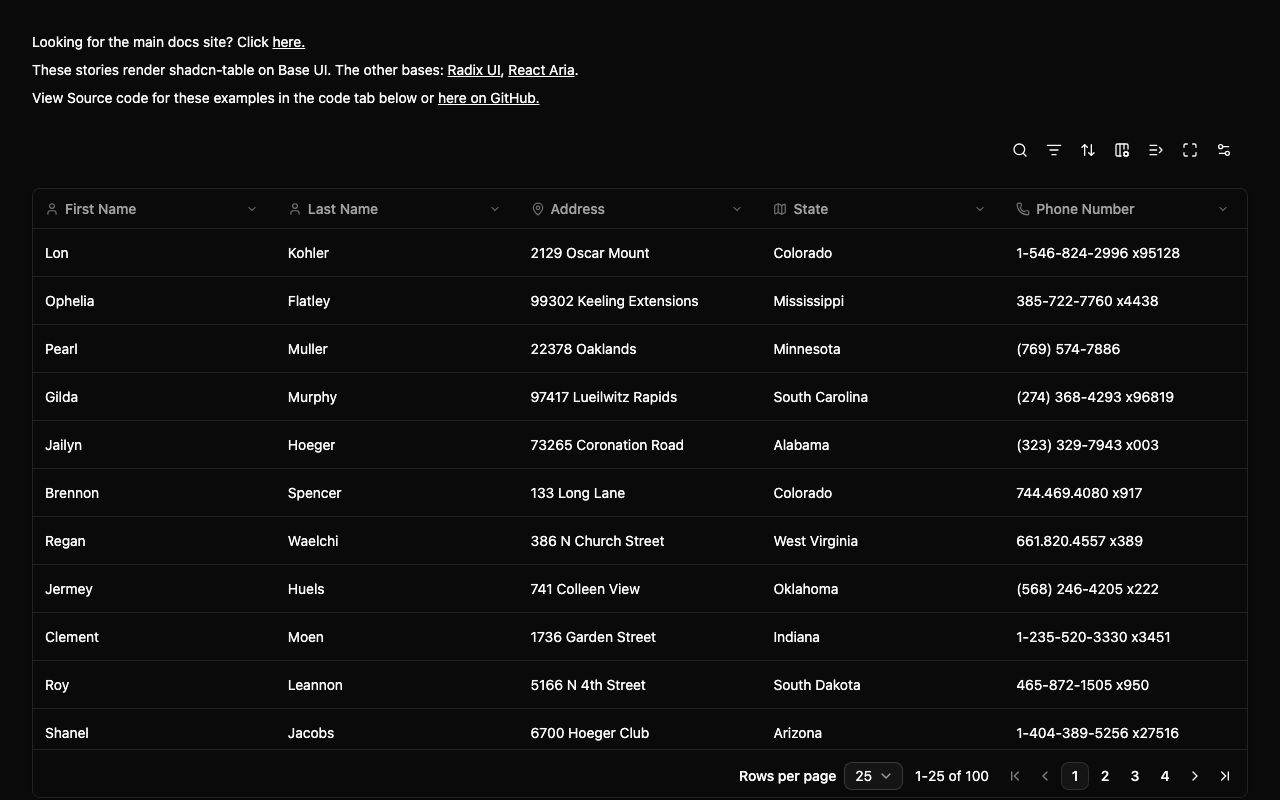 Looking for the main docs site? Click here.
These stories render shadcn-table on Base UI. The other bases: Radix UI, React Aria.
View Source code for these examples in the code tab below or here on GitHub.
First Name Last Name Address State Phone Number
Lon Kohler 2129 Oscar Mount Colorado 1-546-824-2996 x95128
Ophelia Flatley 99302 Keeling Extensions Mississippi 385-722-7760 x4438
Pearl Muller 22378 Oaklands Minnesota (769) 574-7886
Gilda Murphy 97417 Lueilwitz Rapids South Carolina (274) 368-4293 x96819
Jailyn Hoeger 73265 Coronation Road Alabama (323) 329-7943 x003
Brennon Spencer 133 Long Lane Colorado 744.469.4080 x917
Regan Waelchi 386 N Church Street West Virginia 661.820.4557 x389
Jermey Huels 741 Colleen View Oklahoma (568) 246-4205 x222
Clement Moen 1736 Garden Street Indiana 1-235-520-3330 x3451
Roy Leannon 5166 N 4th Street South Dakota 465-872-1505 x950
Shanel Jacobs 6700 Hoeger Club Arizona 1-404-389-5256 x27516
Rows per page 25 1-25 of 100 1 2 3 4